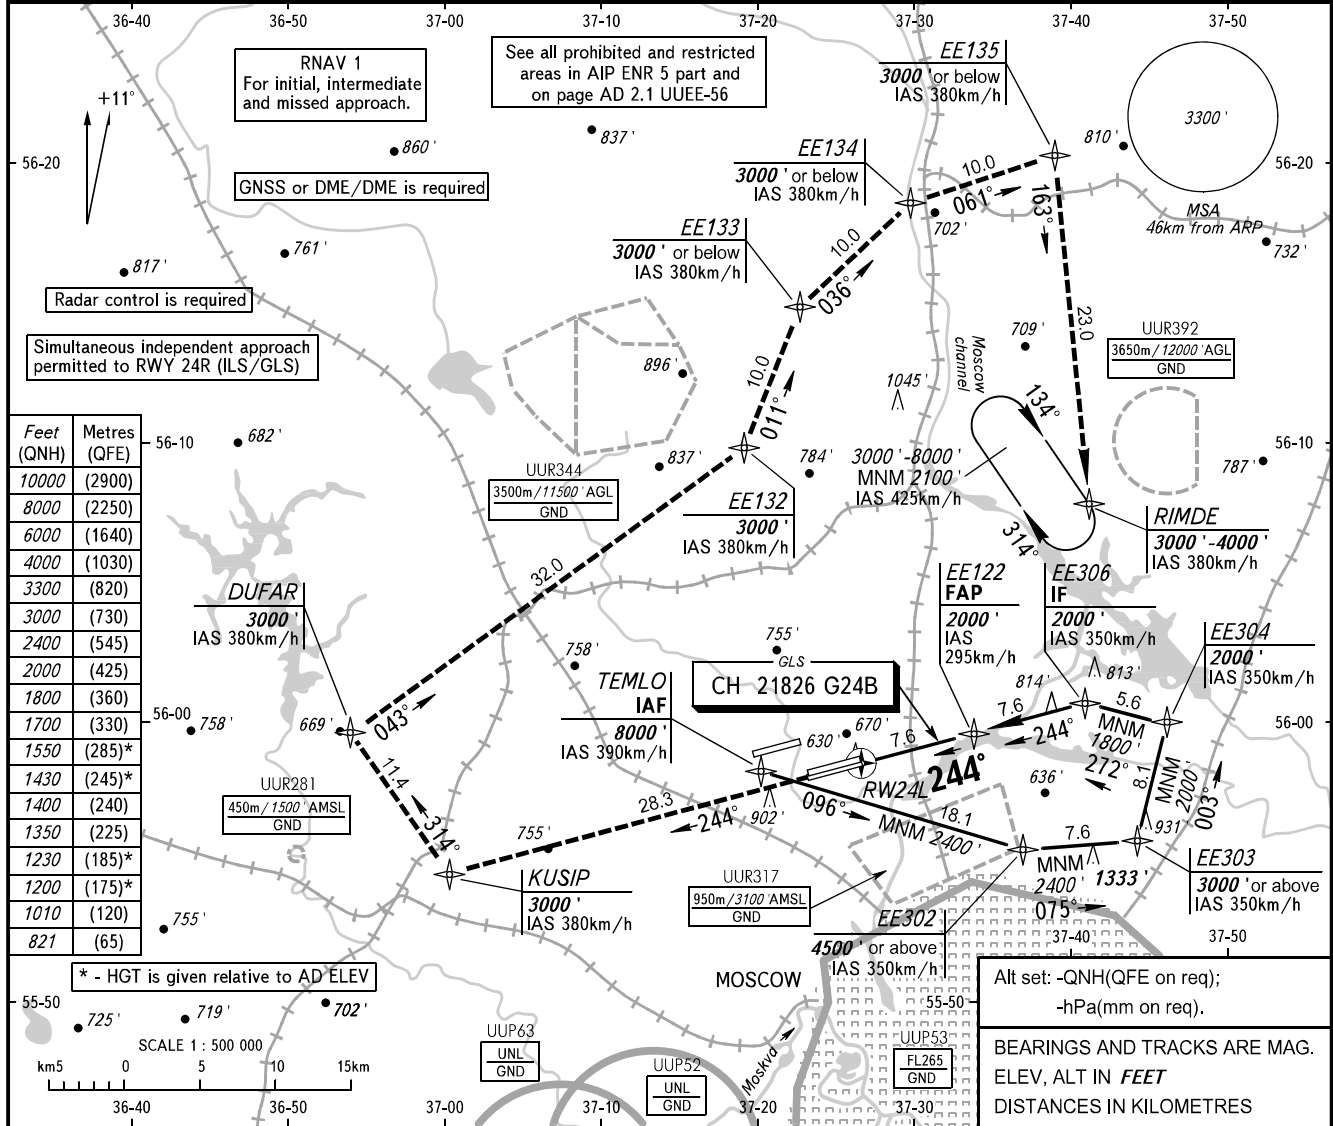 36-40
36-50
37-00
37-10
37-20
37-30
37-40
37-50
RNAV 1
For initial, intermediate
and missed approach.
See all prohibited and restricted
areas in AIP ENR 5 part and
on page AD 2.1 UUEE-56
EE135
3000 ' or below
IAS 380km/h
3300 '
MSA
46km from ARP
+11°
860 '
837 '
810 '
56-20
56-20
GNSS or DME/DME is required
EE134
3000 ' or below
IAS 380km/h
10.0
061°
163°
702 '
732 '
EE133
3000 ' or below
IAS 380km/h
10.0
036°
761 '
817 '
Radar control is required
Simultaneous independent approach
permitted to RWY 24R (ILS/GLS)
896 '
10.0
011°
1045 '
709 '
Moscow
channel
23.0
UUR392
3650m/12000 'AGL
GND
134°
314°
Feet
(QNH)
Metres
(QFE)
10000 (2900)
8000 (2250)
6000 (1640)
4000 (1030)
3300 (820)
3000 (730)
2400 (545)
2000 (425)
1800 (360)
1700 (330)
1550 (285)*
1430 (245)*
1400 (240)
1350 (225)
1230 (185)*
1200 (175)*
1010 (120)
821 (65)
* - HGT is given relative to AD ELEV
56-10
56-10
682 '
837 '
784 '
787 '
3000 '-8000 '
MNM 2100 '
IAS 425km/h
UUR344
3500m/11500 'AGL
GND
EE132
3000 '
IAS 380km/h
RIMDE
3000 '-4000 '
IAS 380km/h
32.0
DUFAR
3000 '
IAS 380km/h
043°
EE122
FAP
2000 '
IAS
295km/h
EE306
IF
2000 '
IAS 350km/h
EE304
2000 '
IAS 350km/h
758 '
755 '
TEMLO
IAF
8000 '
IAS 390km/h
GLS
CH 21826 G24B
814 '
813 '
56-00
56-00
758 '
669 '
670 '
630 '
7.6
7.6
244°
244°
5.6
MNM
1800 '
272°
8.1
MNM
2000 '
003°
RW24L
636 '
931 '
11.4
314°
28.3
244°
902 '
096°
18.1
MNM 2400 '
7.6
MNM
2400 '
1333 '
075°
UUR281
450m/1500 'AMSL
GND
755 '
KUSIP
3000 '
IAS 380km/h
UUR317
950m/3100 'AMSL
GND
EE302
4500 ' or above
IAS 350km/h
EE303
3000 ' or above
IAS 350km/h
37-40
37-50
755 '
MOSCOW
55-50
55-50
725 '
719 '
702 '
SCALE 1 : 500 000
km5 0 5 10 15km
UUP63
UNL
GND
UUP52
UNL
GND
Moskva
UUP53
FL265
GND
Alt set: -QNH(QFE on req);
-hPa(mm on req).
BEARINGS AND TRACKS ARE MAG.
ELEV, ALT IN FEET
DISTANCES IN KILOMETRES
36-40
36-50
37-00
37-10
37-20
37-30